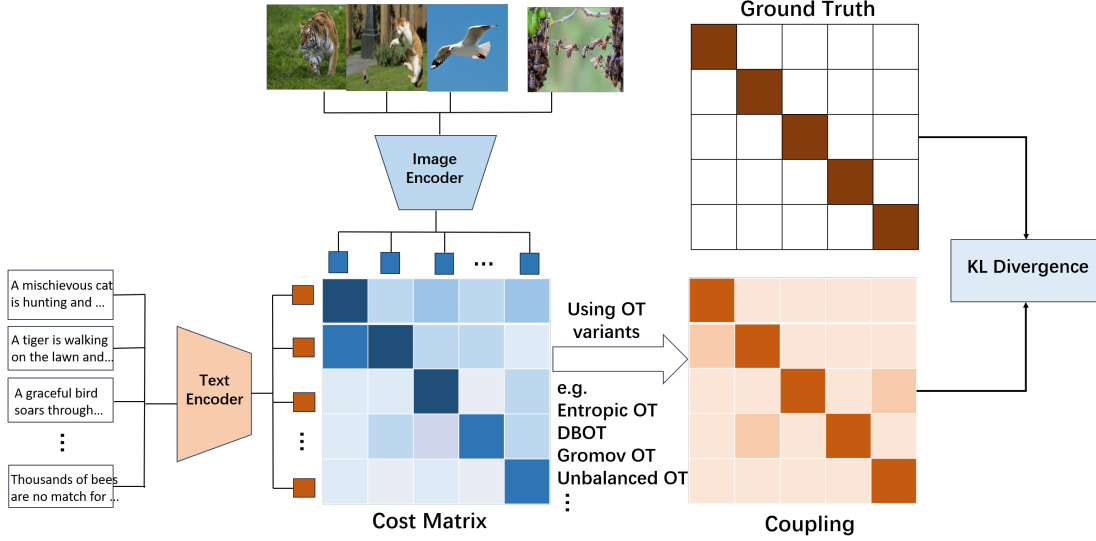 Ground Truth
Image
Encoder
...
KL Divergence
A mischievous cat
is hunting and ...
A tiger is walking
on the lawn and...
A graceful bird
soars through...
...
Thousands of bees
are no match for ...
Text
Encoder
...
Using OT
variants
e.g.
Entropic OT
DBOT
Gromov OT
Unbalanced OT
...
Cost Matrix
Coupling